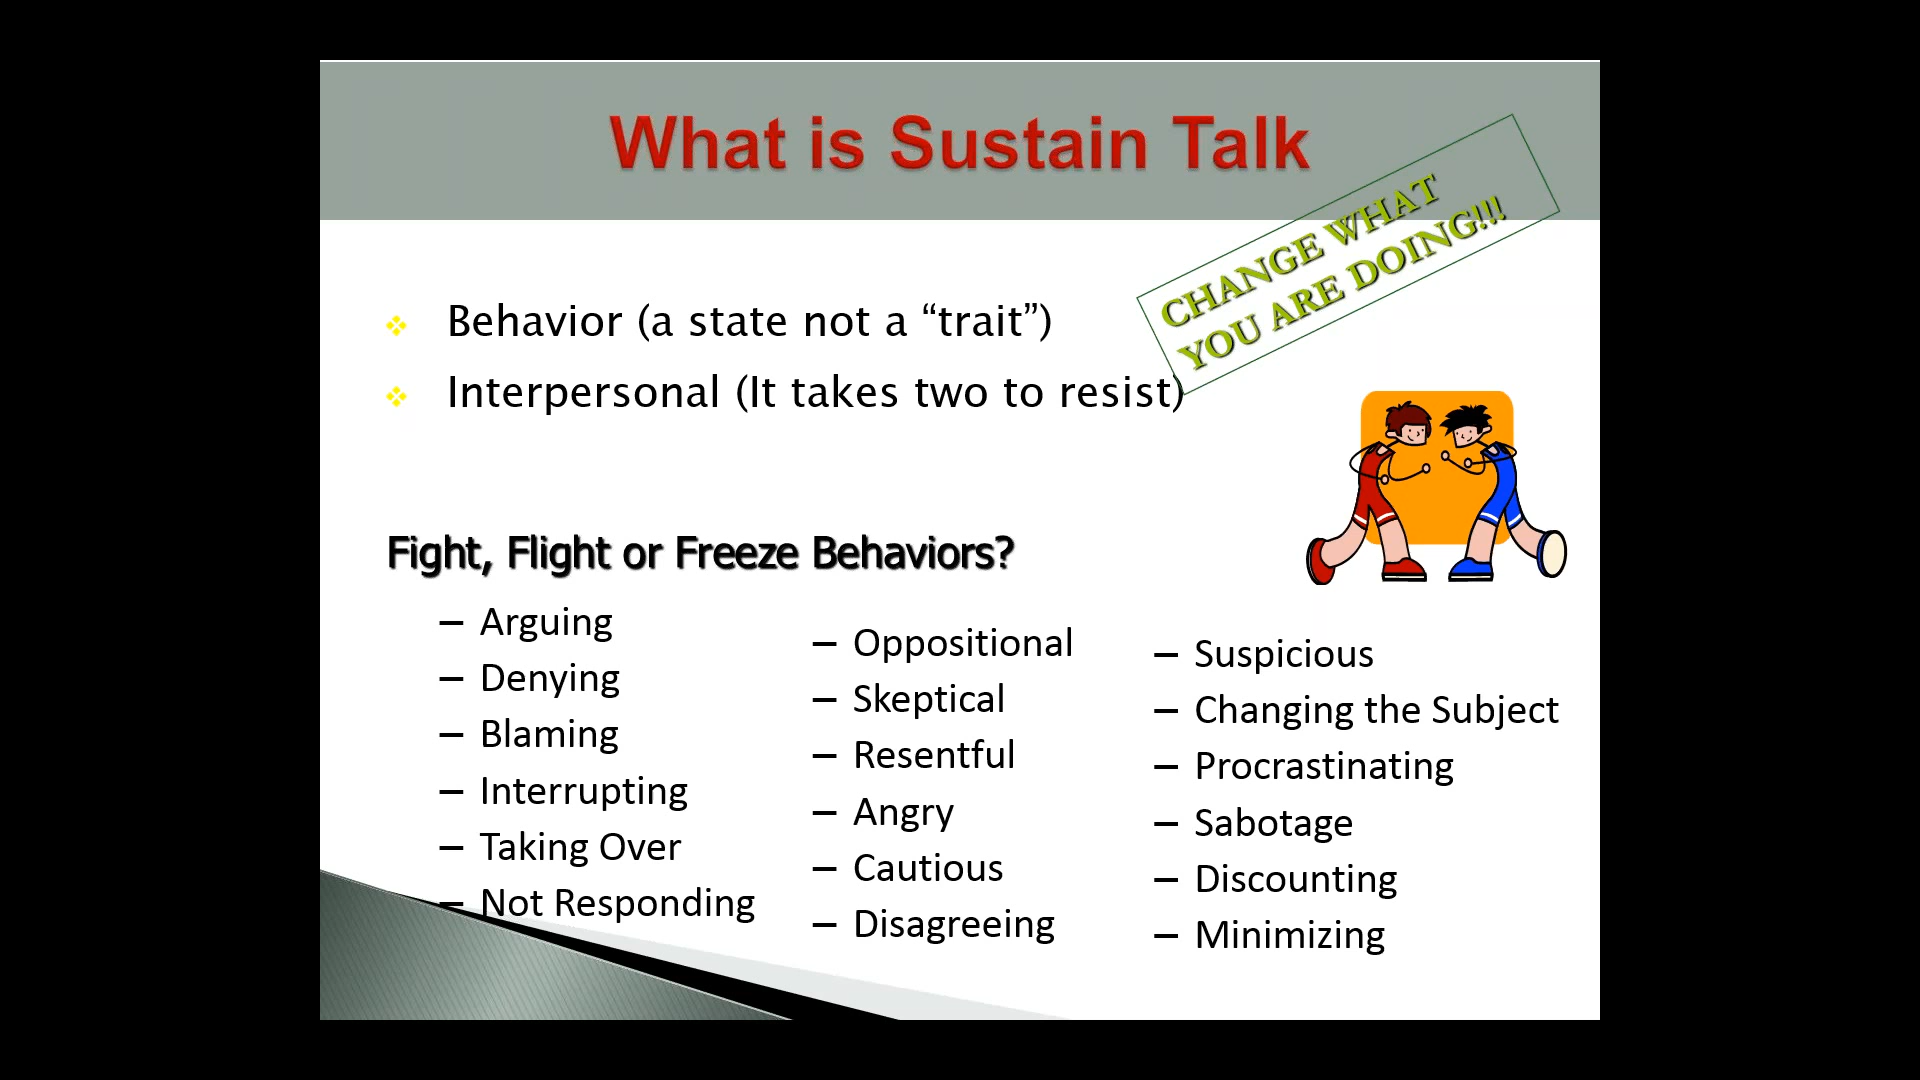 What is Sustain Talk
CHANGE WHAT
YOU ARE DOING!!!
Behavior (a state not a “trait”)
Interpersonal (It takes two to resist)
Fight, Flight or Freeze Behaviors?
– Arguing
– Denying
– Blaming
– Interrupting
– Taking Over
– Not Responding
– Oppositional
– Skeptical
– Resentful
– Angry
– Cautious
– Disagreeing
– Suspicious
– Changing the Subject
– Procrastinating
– Sabotage
– Discounting
– Minimizing